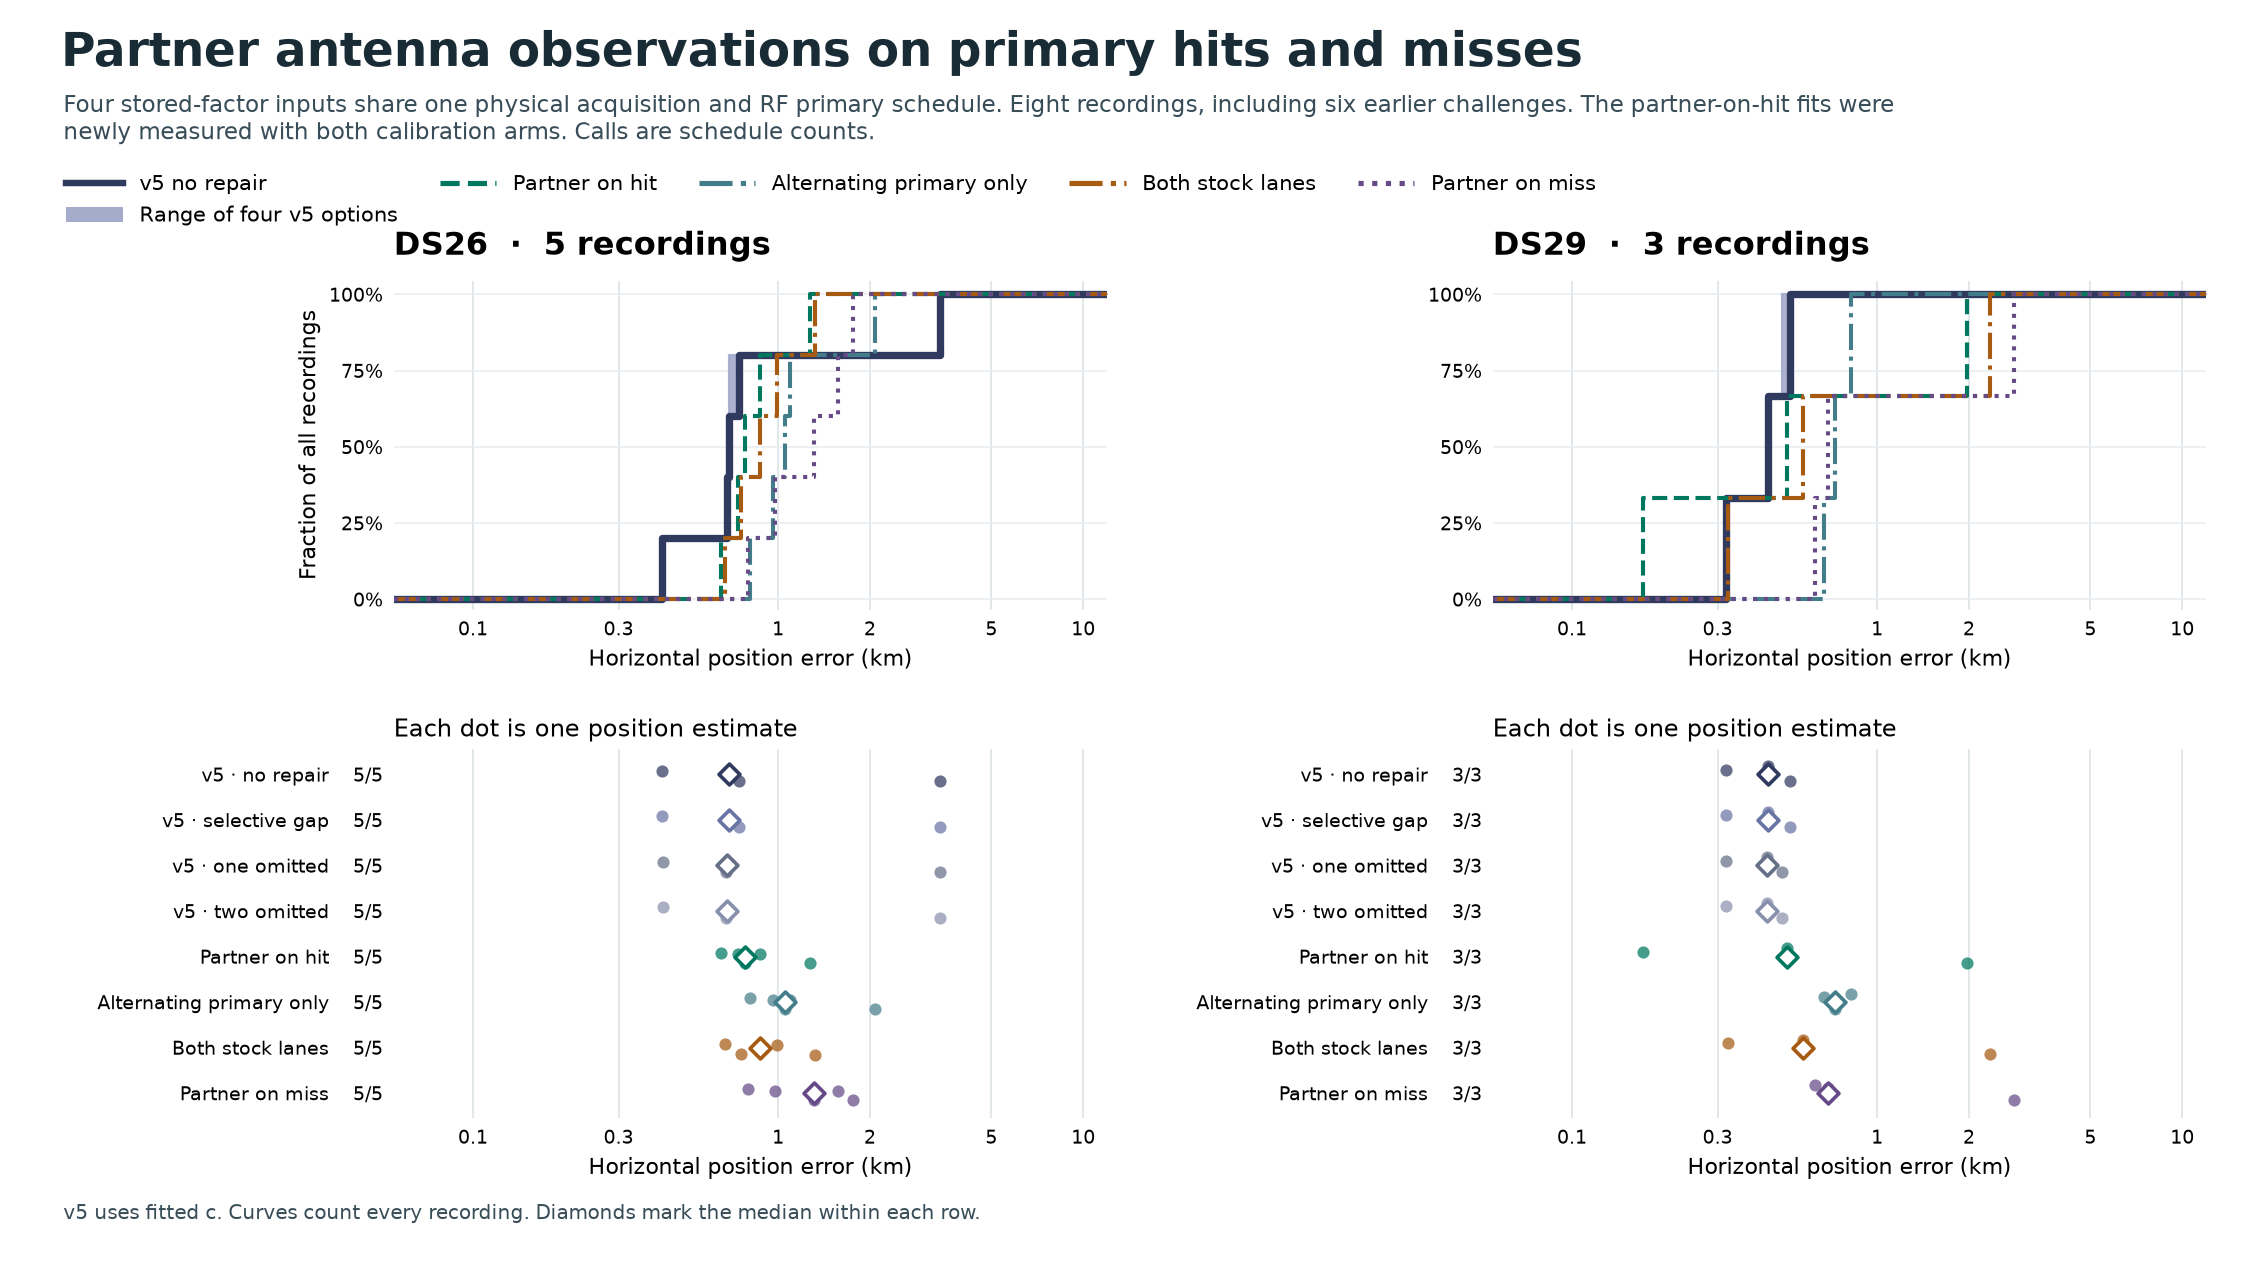 Partner antenna observations on primary hits and misses
Four stored-factor inputs share one physical acquisition and RF primary schedule. Eight recordings, including six earlier challenges. The partner-on-hit fits were
newly measured with both calibration arms. Calls are schedule counts.
v5 no repair
Partner on hit
Alternating primary only
Both stock lanes
Partner on miss
Range of four v5 options
DS26 · 5 recordings
100%
75%
50%
25%
0%
Fraction of all recordings
0.1 0.3 1 2 5 10
Horizontal position error (km)
DS29 · 3 recordings
100%
75%
50%
25%
0%
0.1 0.3 1 2 5 10
Horizontal position error (km)
Each dot is one position estimate
v5 · no repair 5/5
v5 · selective gap 5/5
v5 · one omitted 5/5
v5 · two omitted 5/5
Partner on hit 5/5
Alternating primary only 5/5
Both stock lanes 5/5
Partner on miss 5/5
0.1 0.3 1 2 5 10
Horizontal position error (km)
Each dot is one position estimate
v5 · no repair 3/3
v5 · selective gap 3/3
v5 · one omitted 3/3
v5 · two omitted 3/3
Partner on hit 3/3
Alternating primary only 3/3
Both stock lanes 3/3
Partner on miss 3/3
0.1 0.3 1 2 5 10
Horizontal position error (km)
v5 uses fitted c. Curves count every recording. Diamonds mark the median within each row.